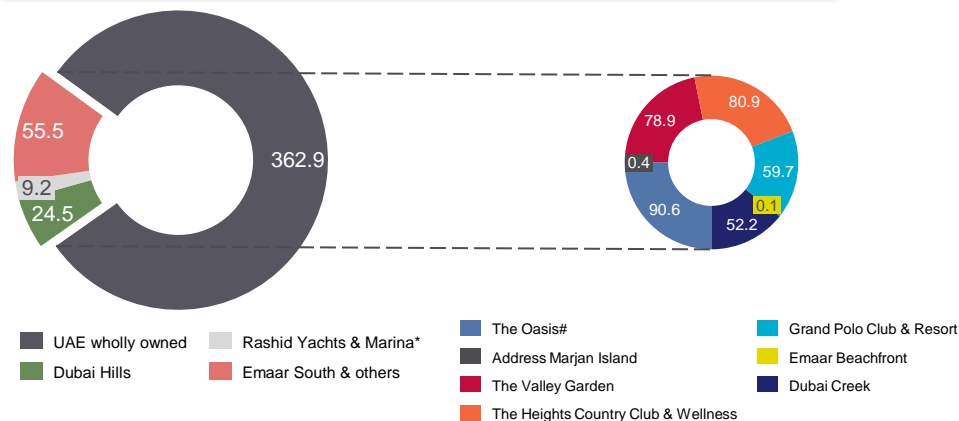 55.5
9.2
24.5
362.9
78.9
80.9
0.4
59.7
90.6
0.1
52.2
UAE wholly owned
Rashid Yachts & Marina*
Dubai Hills
Emaar South & others
The Oasis#
Address Marjan Island
The Valley Garden
The Heights Country Club & Wellness
Grand Polo Club & Resort
Emaar Beachfront
Dubai Creek